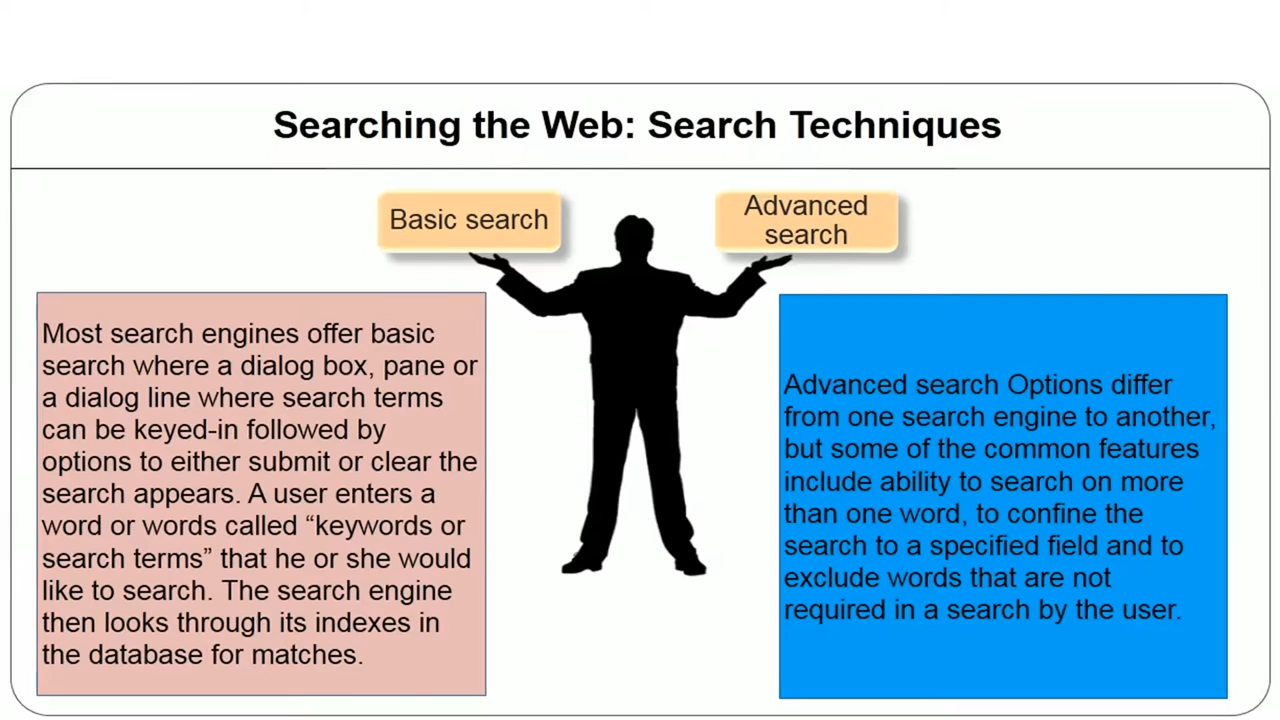 Searching the Web: Search Techniques
Basic search
Advanced
search
Most search engines offer basic
search where a dialog box, pane or
a dialog line where search terms
can be keyed-in followed by
options to either submit or clear the
search appears. A user enters a
word or words called “keywords or
search terms” that he or she would
like to search. The search engine
then looks through its indexes in
the database for matches.
Advanced search Options differ
from one search engine to another,
but some of the common features
include ability to search on more
than one word, to confine the
search to a specified field and to
exclude words that are not
required in a search by the user.